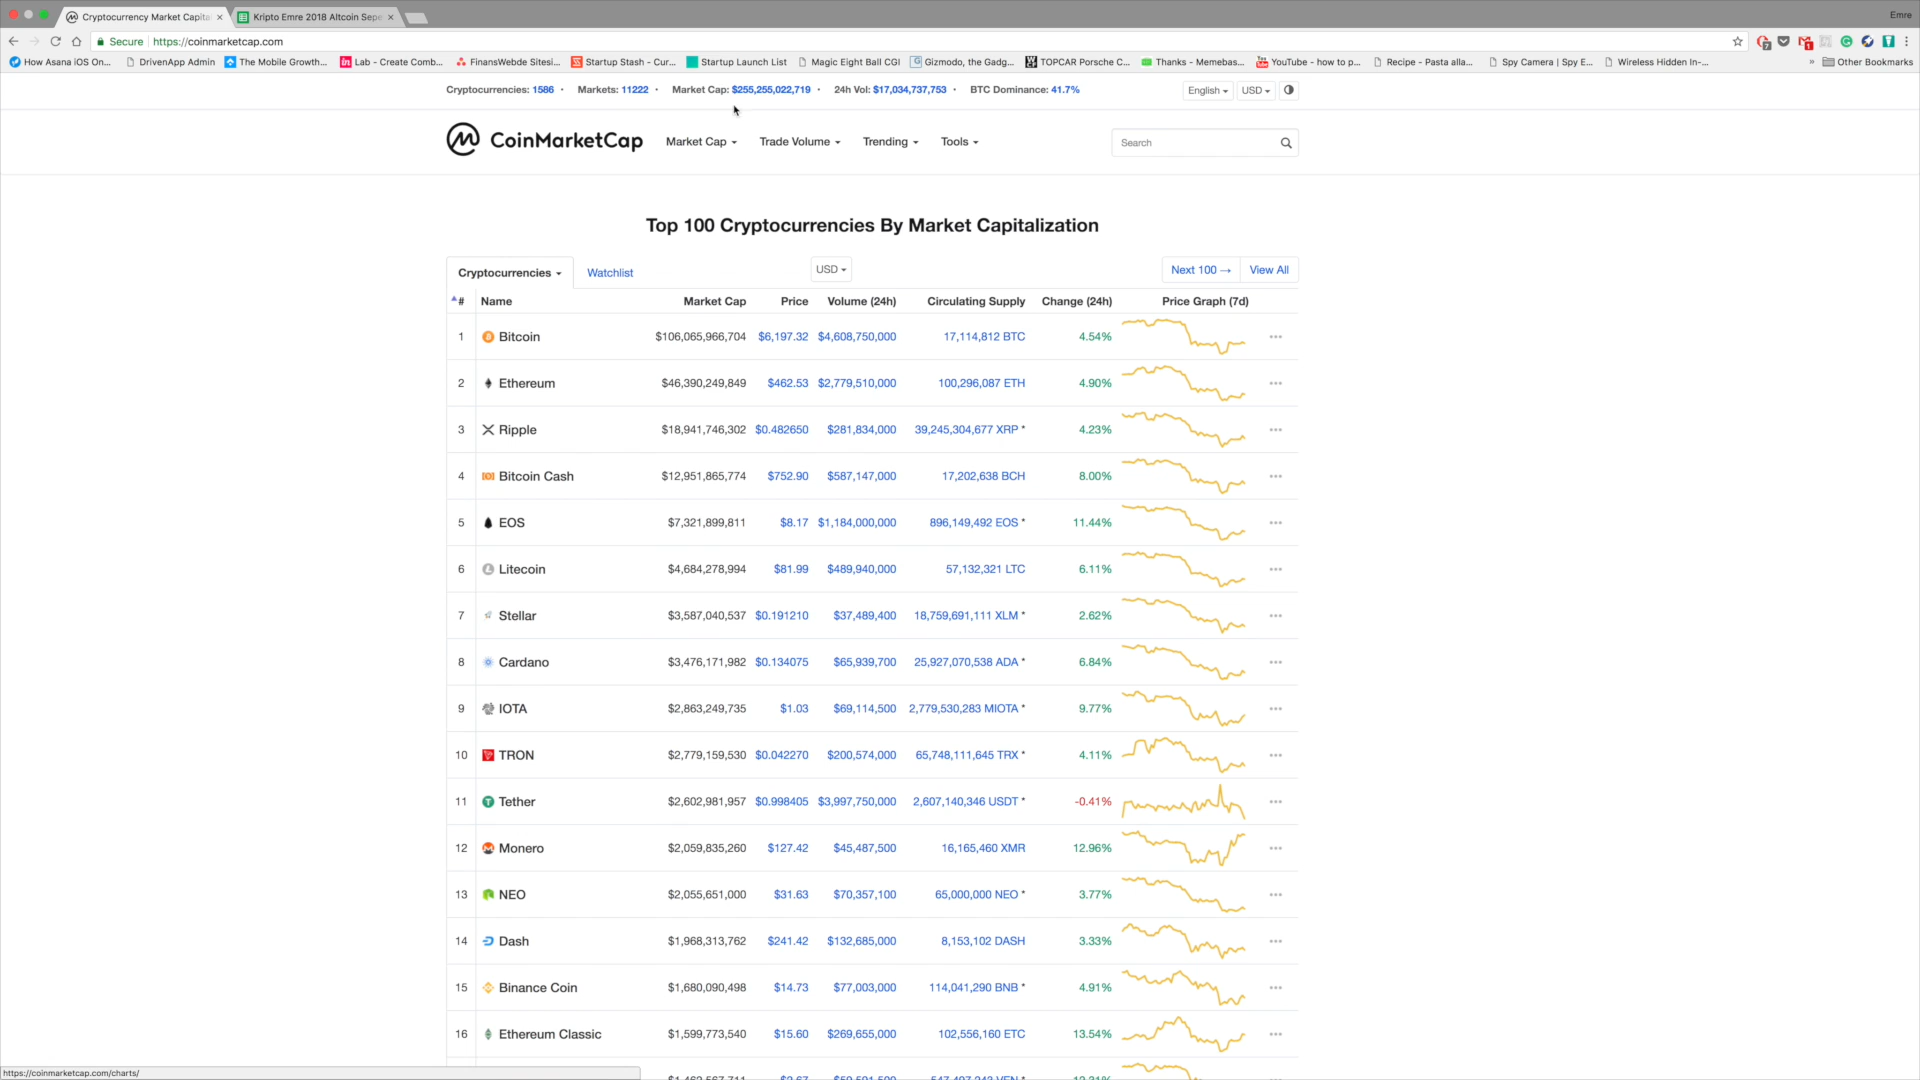 Cryptocurrency Market Capita
Kripto Emre 2018 Altcoin Sepe
Emre
Secure https://coinmarketcap.com
How Asana iOS On... DrivenApp Admin The Mobile Growth... Lab - Create Comb... FinansWebde Sitesi... Startup Stash - Cur... Startup Launch List Magic Eight Ball CGI Gizmodo, the Gadg... TOPCAR Porsche C... Thanks - Memebas... YouTube - how to p... Recipe - Pasta alla... Spy Camera | Spy E... Wireless Hidden In-... » Other Bookmarks
Cryptocurrencies: 1586 • Markets: 11222 • Market Cap: $255,255,022,719 • 24h Vol: $17,034,737,753 • BTC Dominance: 41.7% English USD
CoinMarketCap Market Cap Trade Volume Trending Tools Search
Top 100 Cryptocurrencies By Market Capitalization
Cryptocurrencies Watchlist USD Next 100 → View All
# Name Market Cap Price Volume (24h) Circulating Supply Change (24h) Price Graph (7d)
1 Bitcoin $106,065,966,704 $6,197.32 $4,608,750,000 17,114,812 BTC 4.54%
2 Ethereum $46,390,249,849 $462.53 $2,779,510,000 100,296,087 ETH 4.90%
3 Ripple $18,941,746,302 $0.482650 $281,834,000 39,245,304,677 XRP * 4.23%
4 Bitcoin Cash $12,951,865,774 $752.90 $587,147,000 17,202,638 BCH 8.00%
5 EOS $7,321,899,811 $8.17 $1,184,000,000 896,149,492 EOS * 11.44%
6 Litecoin $4,684,278,994 $81.99 $489,940,000 57,132,321 LTC 6.11%
7 Stellar $3,587,040,537 $0.191210 $37,489,400 18,759,691,111 XLM * 2.62%
8 Cardano $3,476,171,982 $0.134075 $65,939,700 25,927,070,538 ADA * 6.84%
9 IOTA $2,863,249,735 $1.03 $69,114,500 2,779,530,283 MIOTA * 9.77%
10 TRON $2,779,159,530 $0.042270 $200,574,000 65,748,111,645 TRX * 4.11%
11 Tether $2,602,981,957 $0.998405 $3,997,750,000 2,607,140,346 USDT * -0.41%
12 Monero $2,059,835,260 $127.42 $45,487,500 16,165,460 XMR 12.96%
13 NEO $2,055,651,000 $31.63 $70,357,100 65,000,000 NEO * 3.77%
14 Dash $1,968,313,762 $241.42 $132,685,000 8,153,102 DASH 3.33%
15 Binance Coin $1,680,090,498 $14.73 $77,003,000 114,041,290 BNB * 4.91%
16 Ethereum Classic $1,599,773,540 $15.60 $269,655,000 102,556,160 ETC 13.54%
https://coinmarketcap.com/charts/